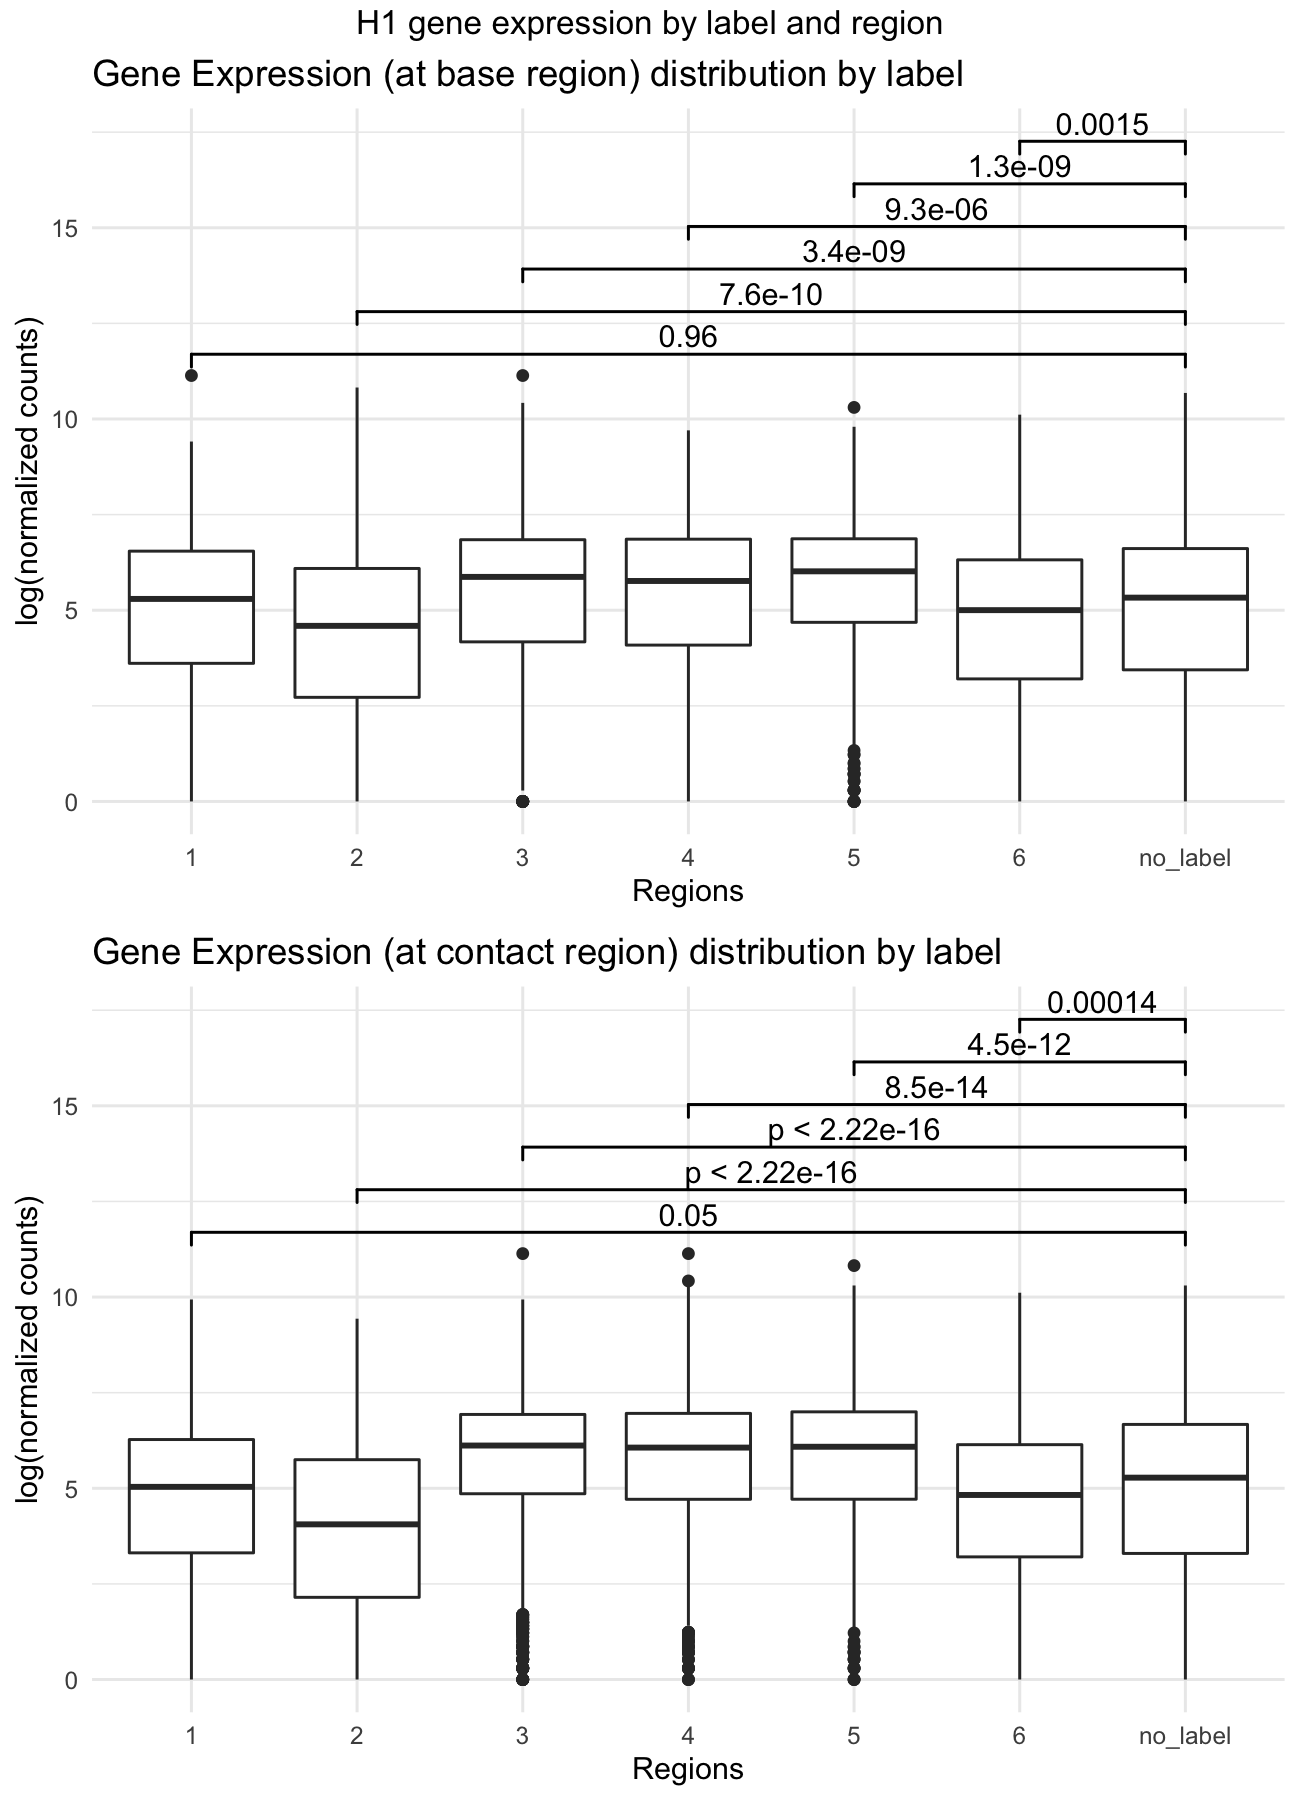 H1 gene expression by label and region
Gene Expression (at base region) distribution by label
0.0015
1.3e-09
9.3e-06
3.4e-09
7.6e-10
0.96
15
10
5
0
log(normalized counts)
1 2 3 4 5 6 no_label
Regions
Gene Expression (at contact region) distribution by label
0.00014
4.5e-12
8.5e-14
p < 2.22e-16
p < 2.22e-16
0.05
15
10
5
0
log(normalized counts)
1 2 3 4 5 6 no_label
Regions